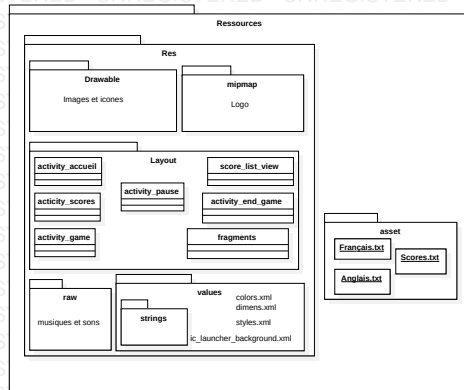 Ressources
Res
Drawable
Images et icones
mipmap
Logo
Layout
activity_accueil
score_list_view
activity_pause
acticity_scores
activity_end_game
activity_game
fragments
asset
Français.txt
Scores.txt
Anglais.txt
raw
musiques et sons
values
strings
colors.xml
dimens.xml
styles.xml
ic_launcher_background.xml